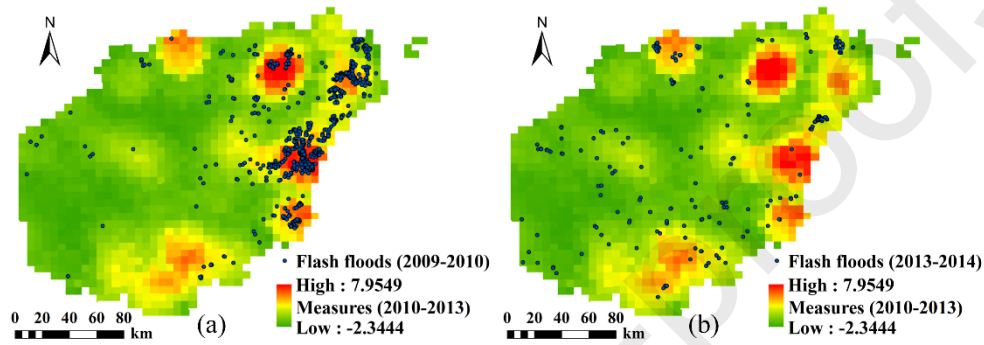 N
Flash floods (2009-2010)
High : 7.9549
Measures (2010-2013)
Low : -2.3444
0 20 40 60 80
km
(a)
N
Flash floods (2013-2014)
High : 7.9549
Measures (2010-2013)
Low : -2.3444
0 20 40 60 80
km
(b)